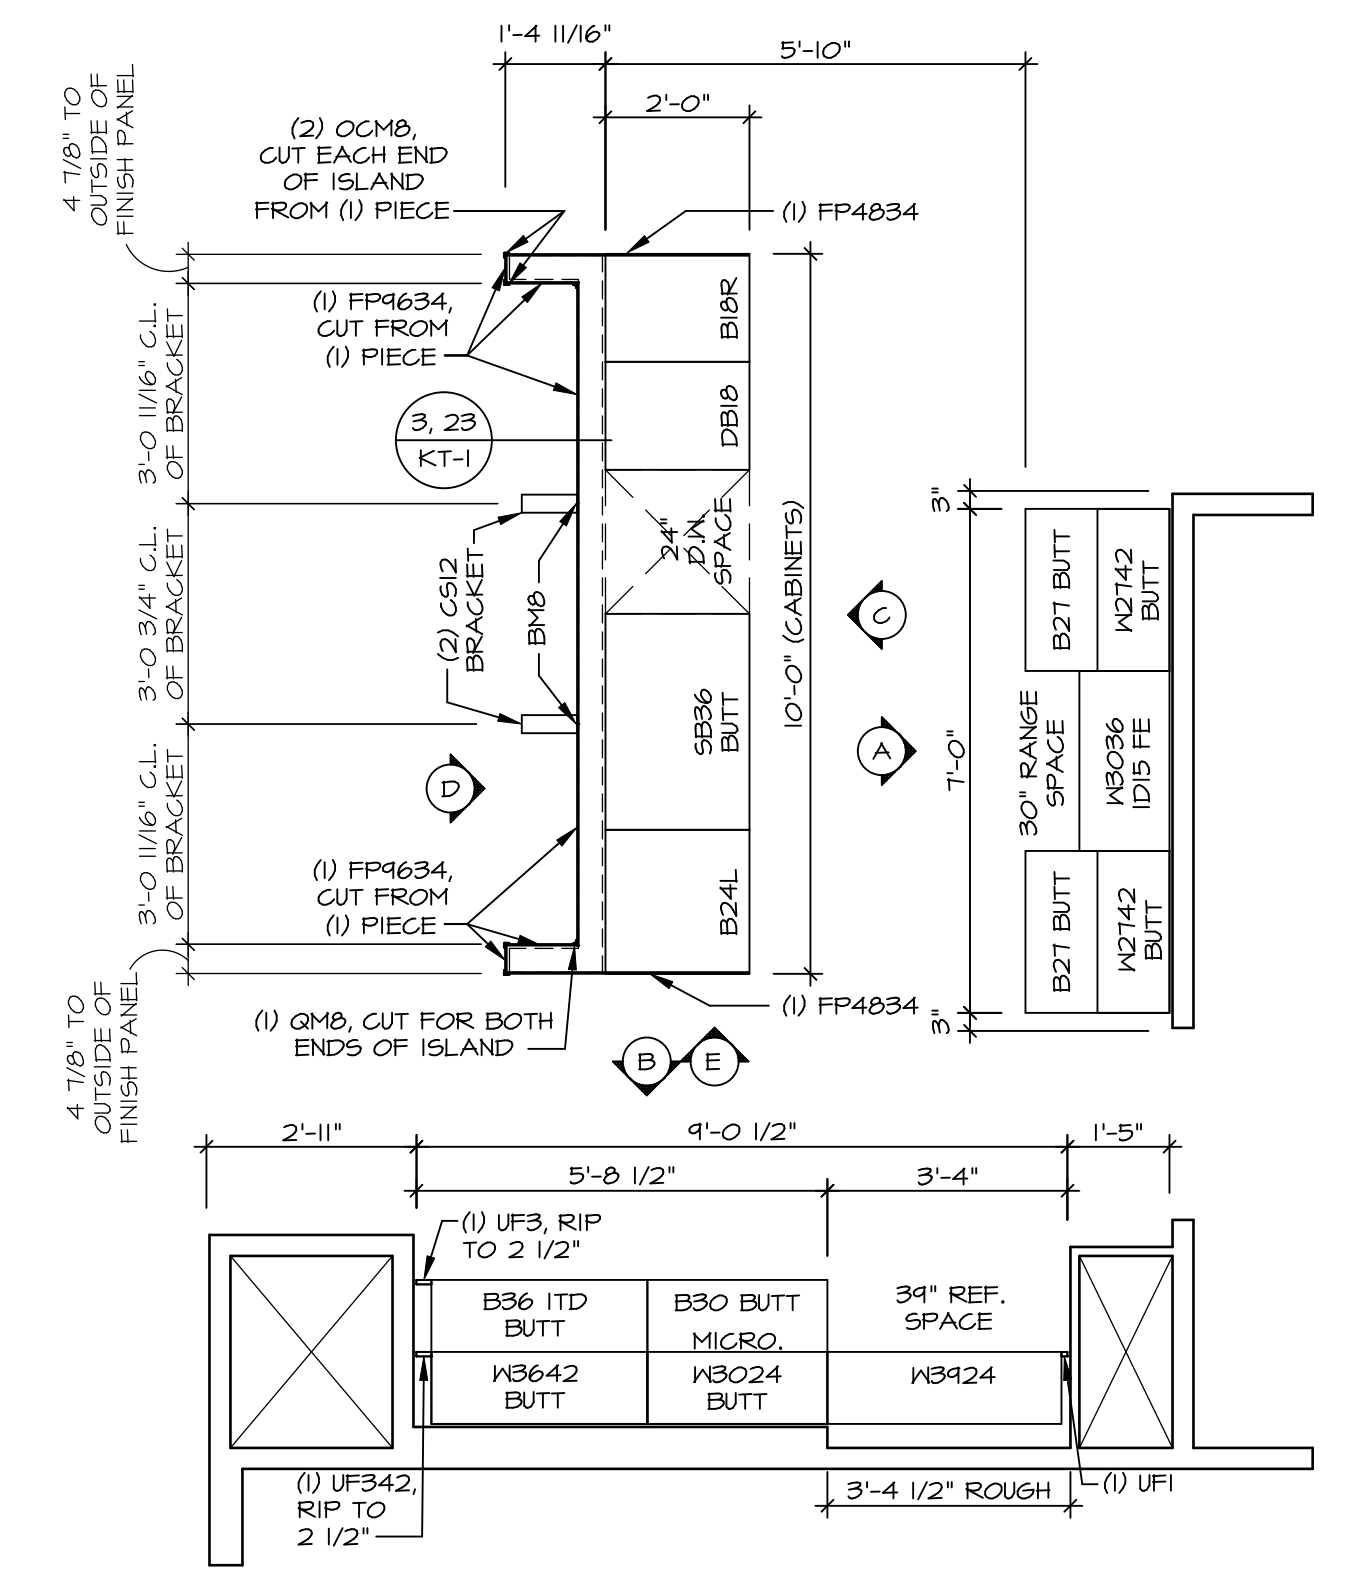 1'-4 11/16"
5'-10"
2'-0"
4 7/8" TO
OUTSIDE OF
FINISH PANEL
(2) OCM8,
CUT EACH END
OF ISLAND
FROM (1) PIECE
(1) FP4834
(1) FP9634,
CUT FROM
(1) PIECE
3'-0 11/16" C.L.
OF BRACKET
B18R
DB18
3, 23
KT-1
24"
D.W.
SPACE
3"
10'-0" (CABINETS)
3'-0 3/4" C.L.
OF BRACKET
(2) CS12
BRACKET
BM8
C
B27 BUTT
W2742
BUTT
SB36
BUTT
A
7'-0"
30" RANGE
SPACE
W3036
1D15 FE
D
3'-0 11/16" C.L.
OF BRACKET
(1) FP9634,
CUT FROM
(1) PIECE
B24L
B27 BUTT
W2742
BUTT
4 7/8" TO
OUTSIDE OF
FINISH PANEL
(1) FP4834
3"
(1) QM8, CUT FOR BOTH
ENDS OF ISLAND
B
E
2'-11"
9'-0 1/2"
1'-5"
5'-8 1/2"
3'-4"
(1) UF3, RIP
TO 2 1/2"
B36 1TD
BUTT
B30 BUTT
MICRO.
39" REF.
SPACE
W3642
BUTT
W3024
BUTT
W3924
(1) UF342,
RIP TO
2 1/2"
3'-4 1/2" ROUGH
(1) UF1